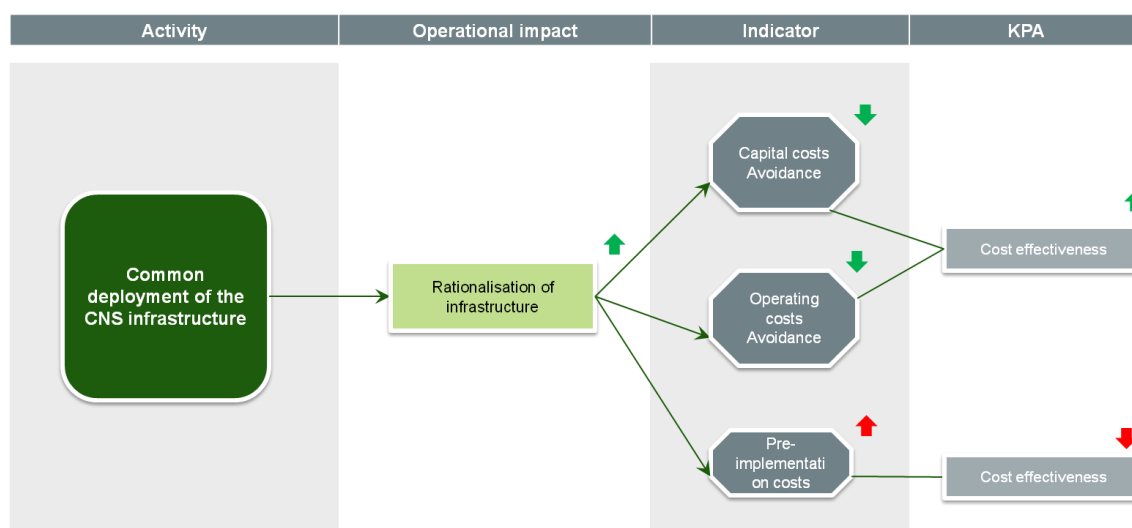 Activity
Operational impact
Indicator
KPA
Common
deployment of the
CNS infrastructure
Rationalisation of
infrastructure
Capital costs
Avoidance
Operating
costs
Avoidance
Pre-
implementati
on costs
Cost effectiveness
Cost effectiveness